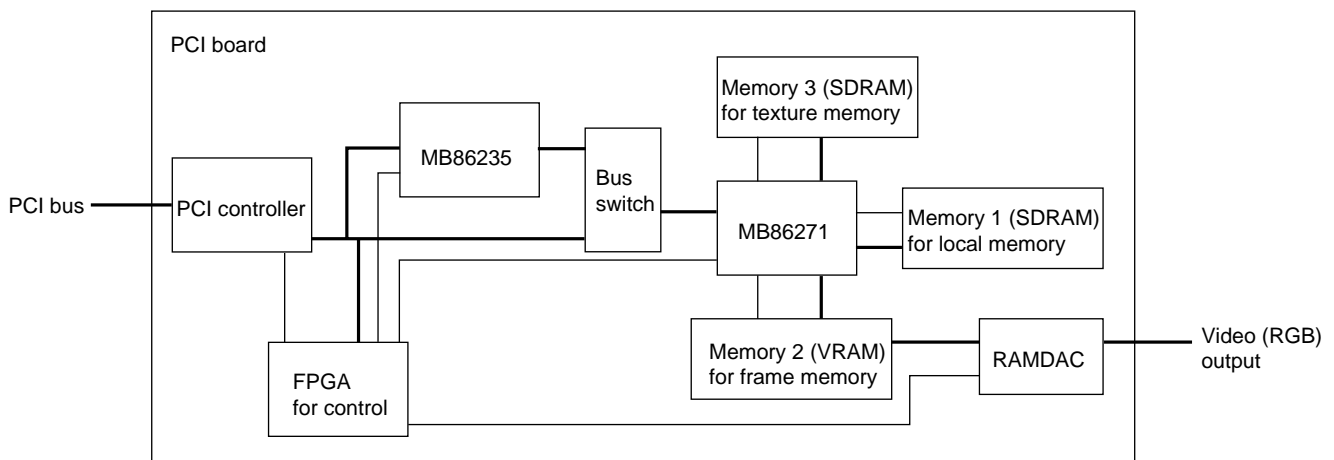 PCI board
Memory 3 (SDRAM)
for texture memory
MB86235
Bus
switch
PCI bus
PCI controller
MB86271
Memory 1 (SDRAM)
for local memory
Memory 2 (VRAM)
for frame memory
RAMDAC
Video (RGB)
output
FPGA
for control